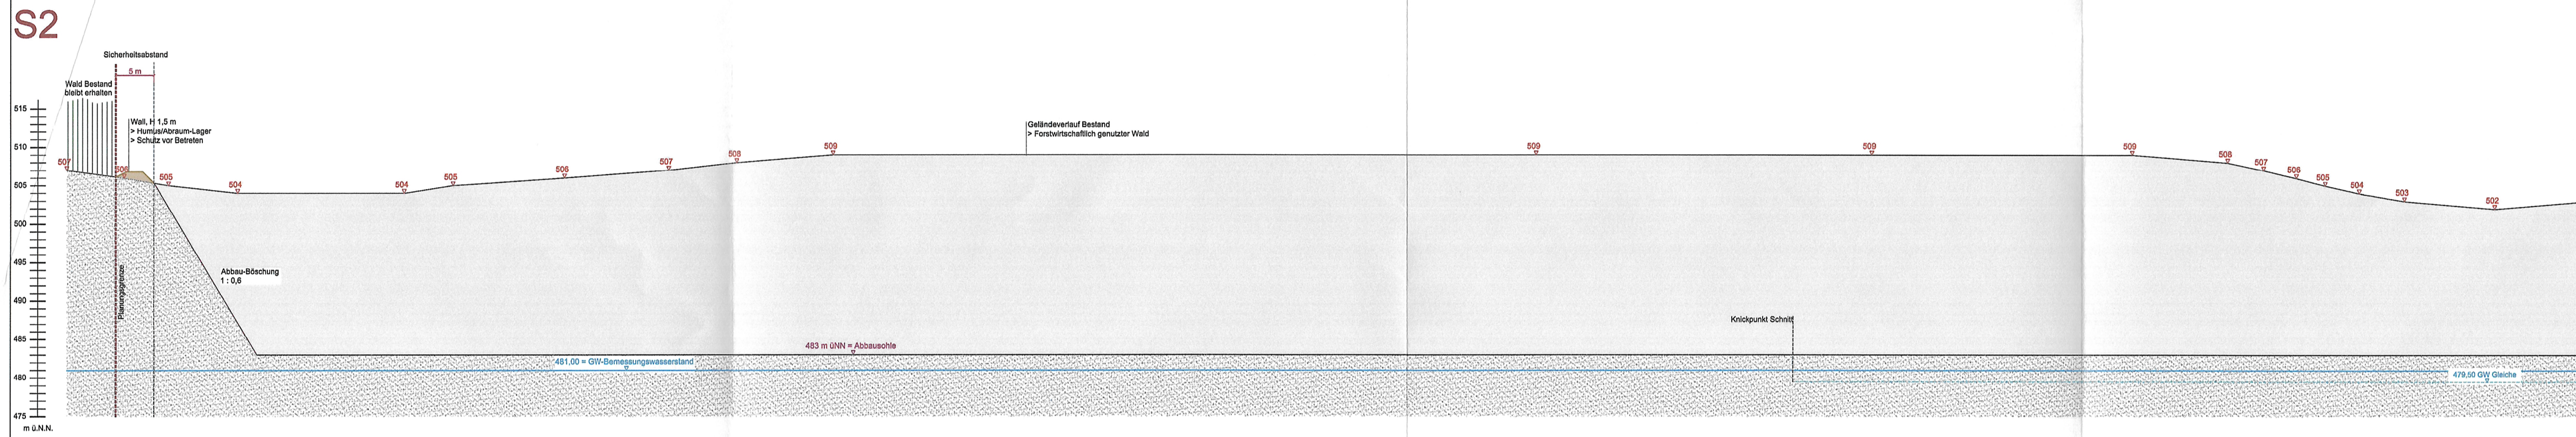 S2
Sicherheitsabstand
5 m
Wald Bestand
bleibt erhalten
Wall, H 1,5 m
> Humus/Abraum-Lager
> Schutz vor Betreten
Geländeverlauf Bestand
> Forstwirtschaftlich genutzter Wald
515
510
505
500
495
490
485
480
475
m ü.N.N.
507
506
505
504
504
505
506
507
508
509
509
509
509
508
507
506
505
504
503
502
Planungsgrenze
Abbau-Böschung
1 : 0,6
Knickpunkt Schnitt
483 m üNN = Abbausohle
481,00 = GW-Bemessungswasserstand
479,50 GW Gleiche